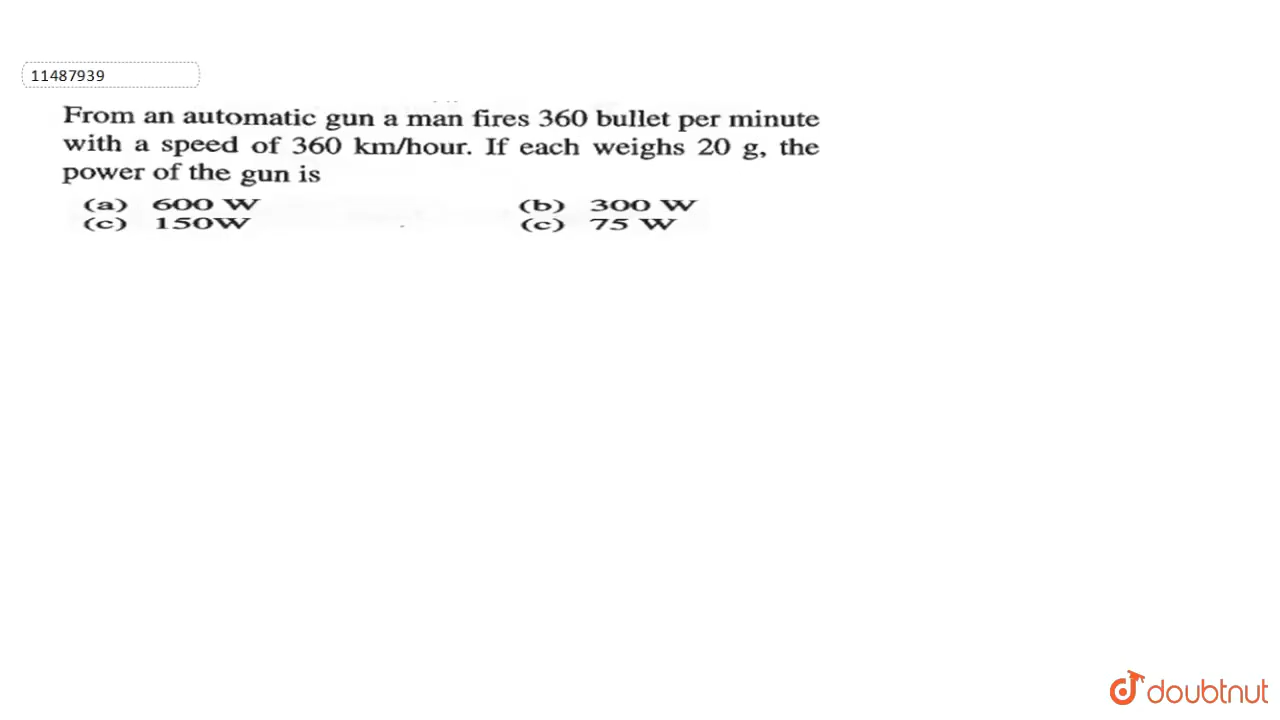 11487939
From an automatic gun a man fires 360 bullet per minute
with a speed of 360 km/hour. If each weighs 20 g, the
power of the gun is
(a) 600 W (b) 300 W
(c) 150W (c) 75 W
doubtnut